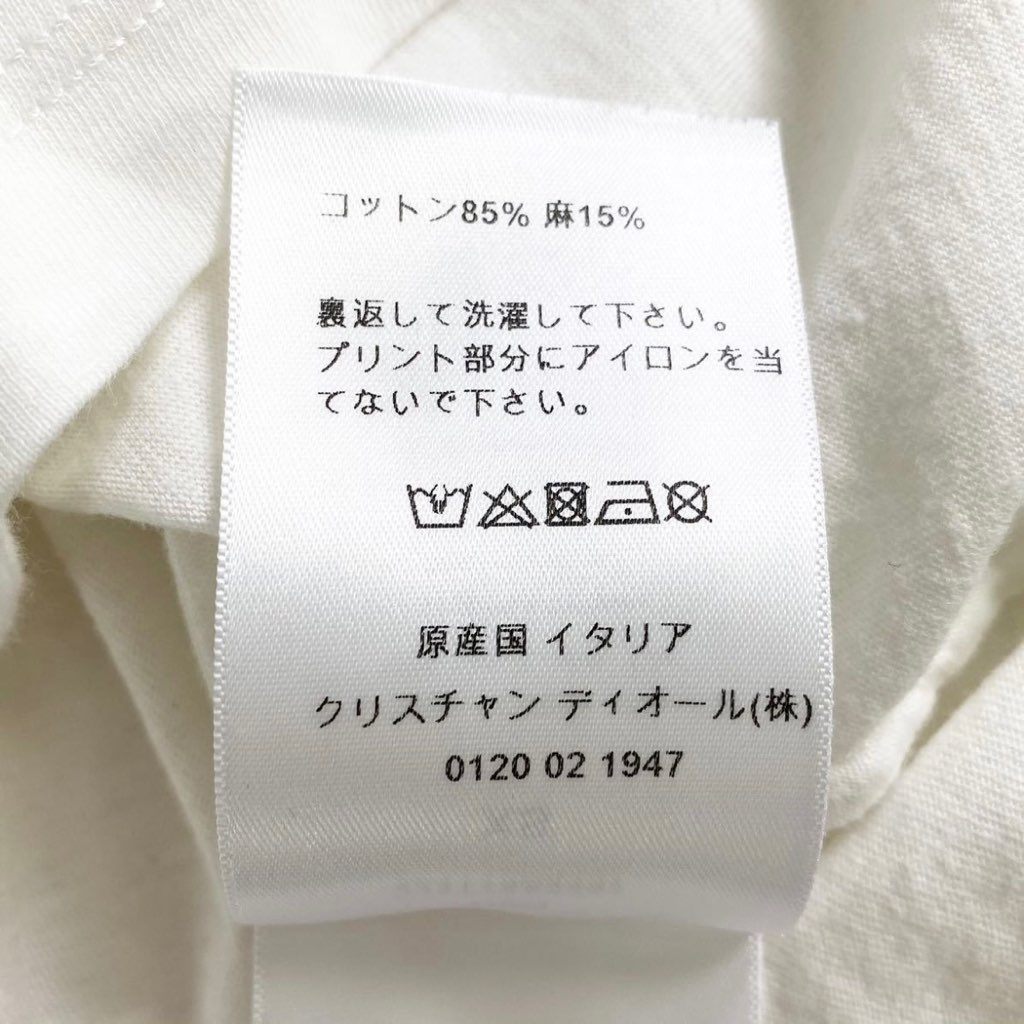 コットン85% 麻15%
裏返して洗濯して下さい。
プリント部分にアイロンを当
てないで下さい。
原産国 イタリア
クリスチャン ディオール(株)
0120 02 1947